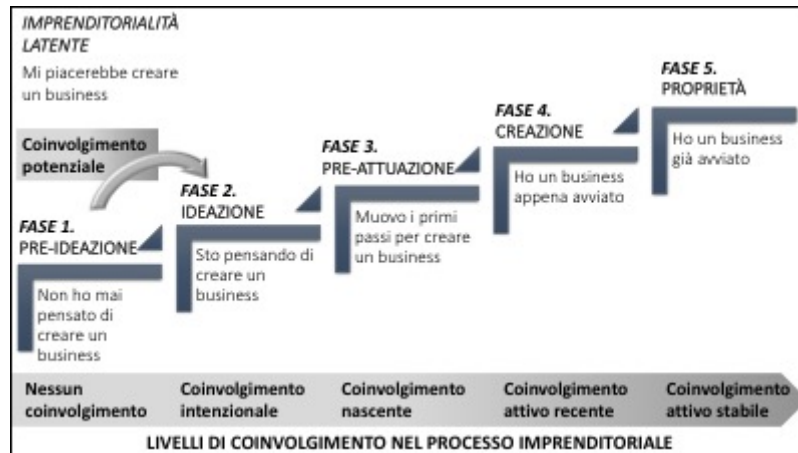 IMPRENDITORIALITÀ
LATENTE
Mi piacerebbe creare
un business
Coinvolgimento
potenziale
FASE 1.
PRE-IDEAZIONE
Non ho mai
pensato di
creare un
business
FASE 2.
IDEAZIONE
Sto pensando di
creare un
business
FASE 3.
PRE-ATTUAZIONE
Muovo i primi
passi per creare
un business
FASE 4.
CREAZIONE
Ho un business
appena avviato
FASE 5.
PROPRIETÀ
Ho un business
già avviato
Nessun
coinvolgimento
Coinvolgimento
intenzionale
Coinvolgimento
nascente
Coinvolgimento
attivo recente
Coinvolgimento
attivo stabile
LIVELLI DI COINVOLGIMENTO NEL PROCESSO IMPRENDITORIALE